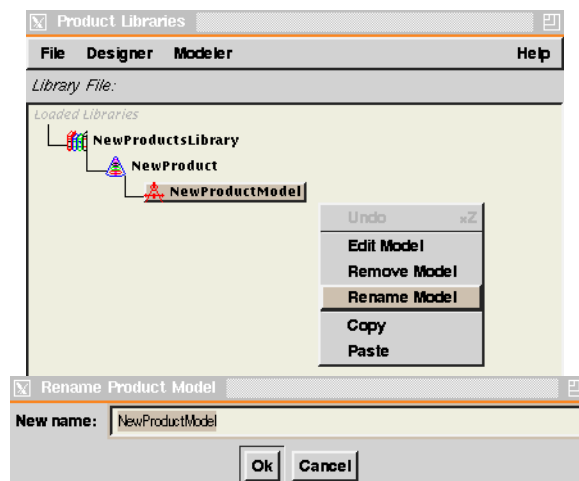 Product Libraries
File Designer Modeler Help
Library File:
Loaded Libraries
NewProductsLibrary
NewProduct
NewProductModel
Undo ×Z
Edit Model
Remove Model
Rename Model
Copy
Paste
Rename Product Model
New name: NewProductModel
Ok Cancel